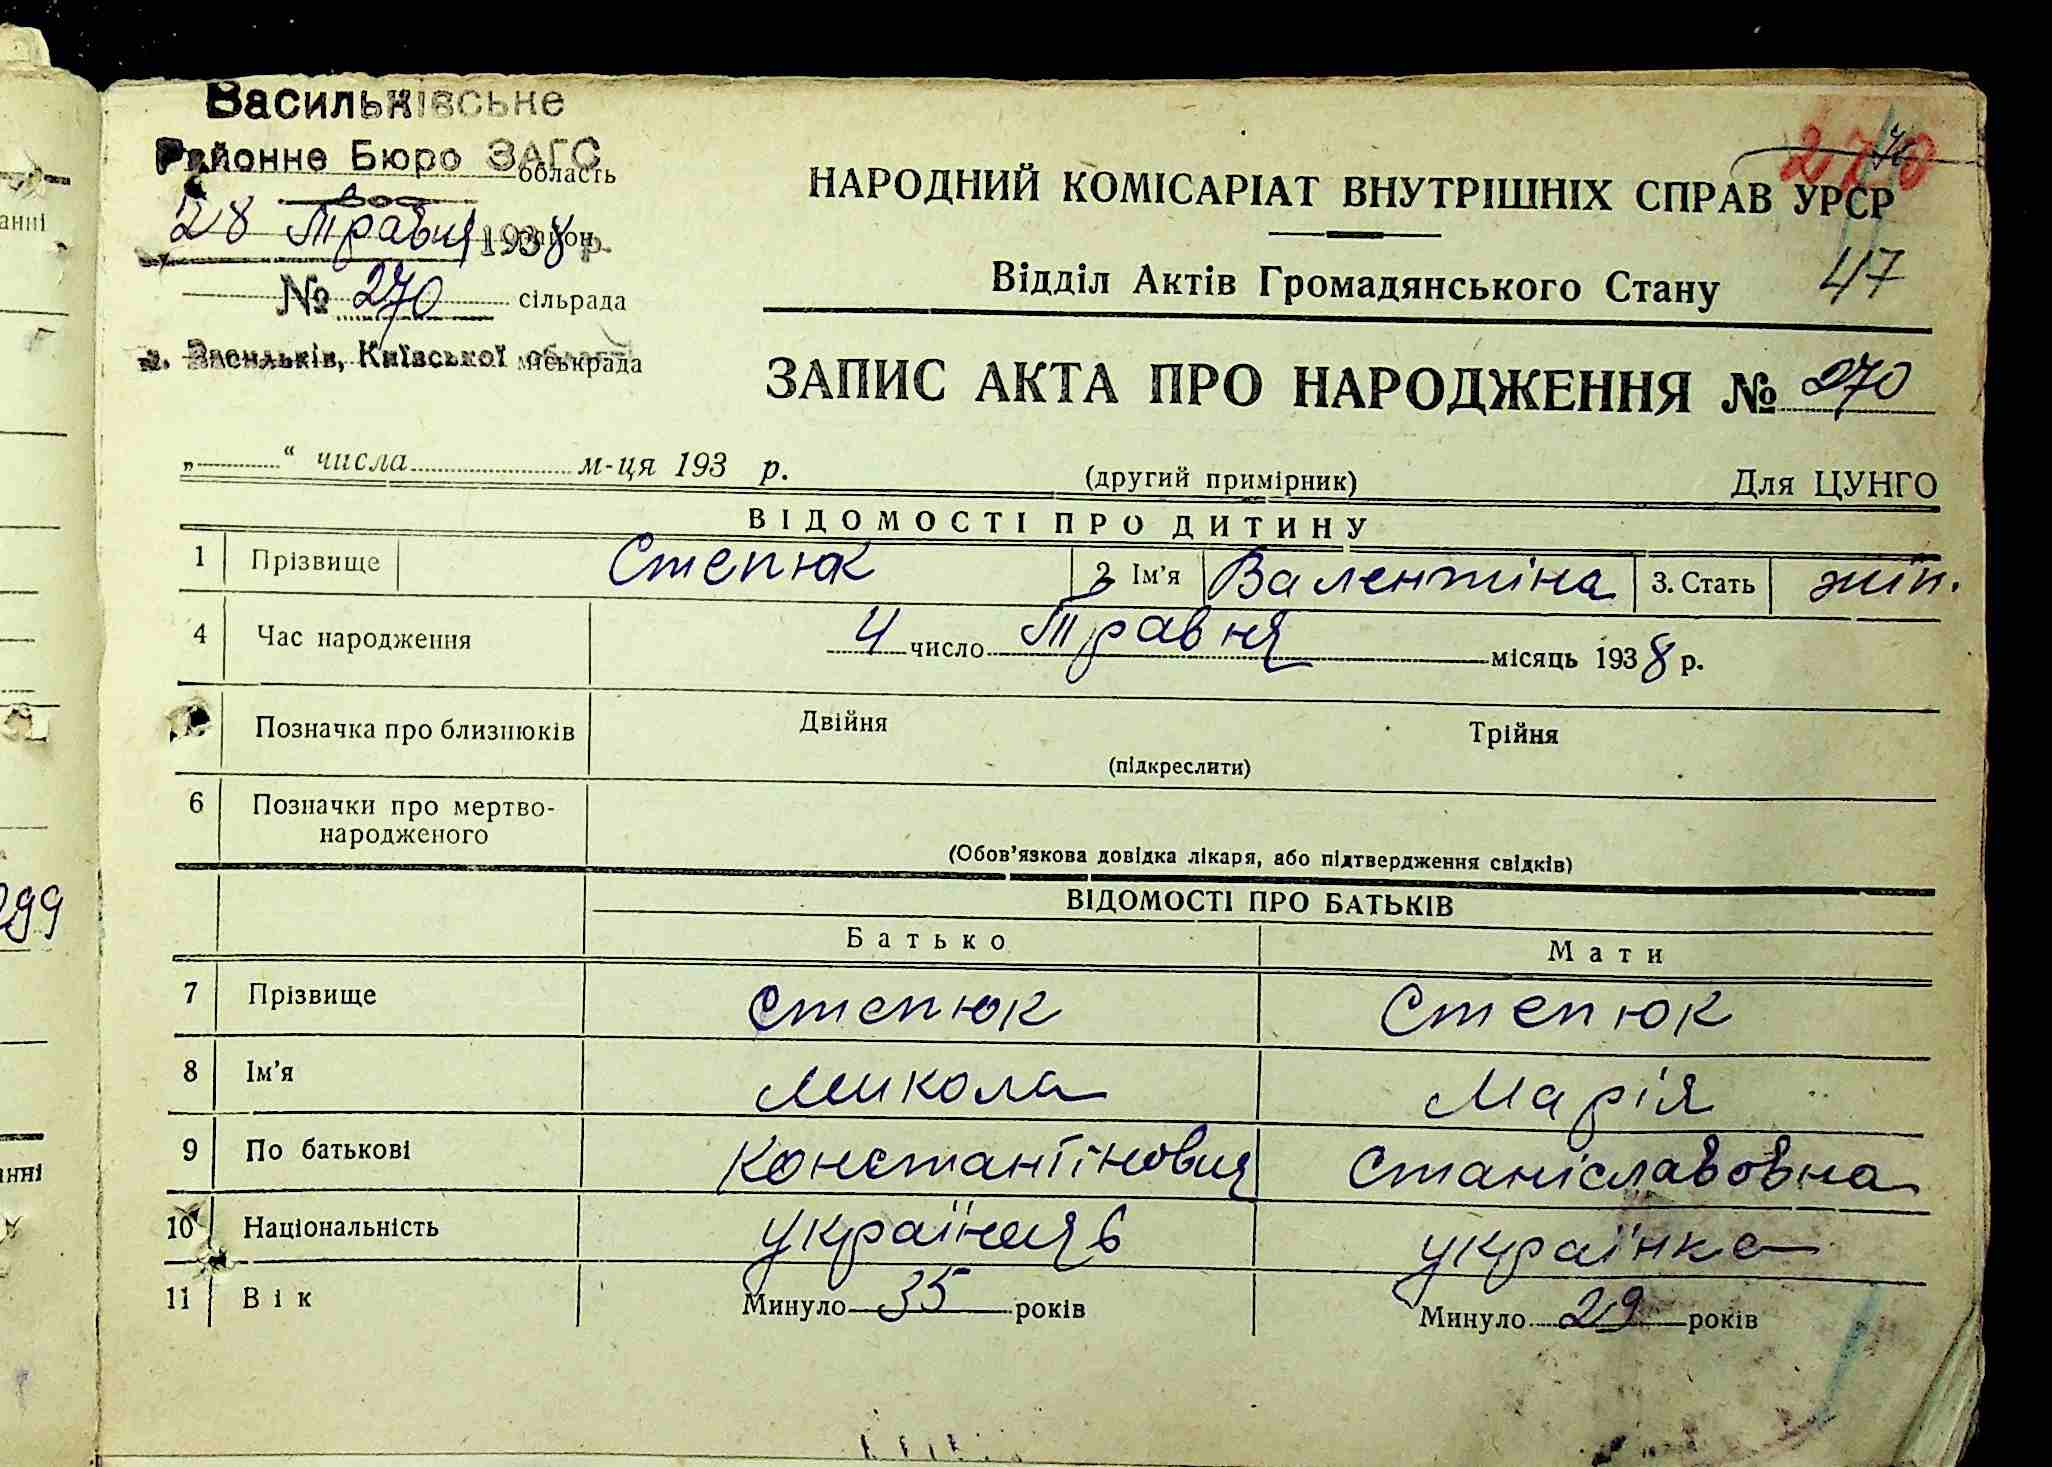 Васильківське
Районне Бюро ЗАГС
область
28 Травня 1938 р.
район
№ 270 сільрада
м. Васильків, Київської області
міськрада
270
НАРОДНИЙ КОМІСАРІАТ ВНУТРІШНІХ СПРАВ УРСР
Відділ Актів Громадянського Стану
47
ЗАПИС АКТА ПРО НАРОДЖЕННЯ № 270
„ “ числа м-ця 193 р.
(другий примірник)
Для ЦУНГО
ВІДОМОСТІ ПРО ДИТИНУ
1 Прізвище Степюк 2 Ім'я Валентіна 3. Стать жін.
4 Час народження 4 число Травня місяць 1938 р.
Позначка про близнюків Двійня Трійня
(підкреслити)
6 Позначки про мертво-
народженого
(Обов'язкова довідка лікаря, або підтвердження свідків)
ВІДОМОСТІ ПРО БАТЬКІВ
Батько Мати
7 Прізвище Степюк Степюк
8 Ім'я Микола Марія
9 По батькові Константінович Станіславовна
10 Національність українець українка
11 Вік Минуло 35 років Минуло 29 років
анні
299
нні